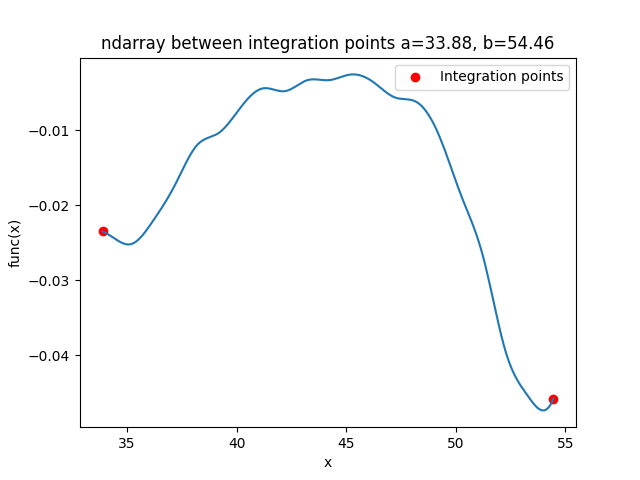 ndarray between integration points a=33.88, b=54.46
Integration points
−0.01
−0.02
−0.03
−0.04
func(x)
35
40
45
50
55
x